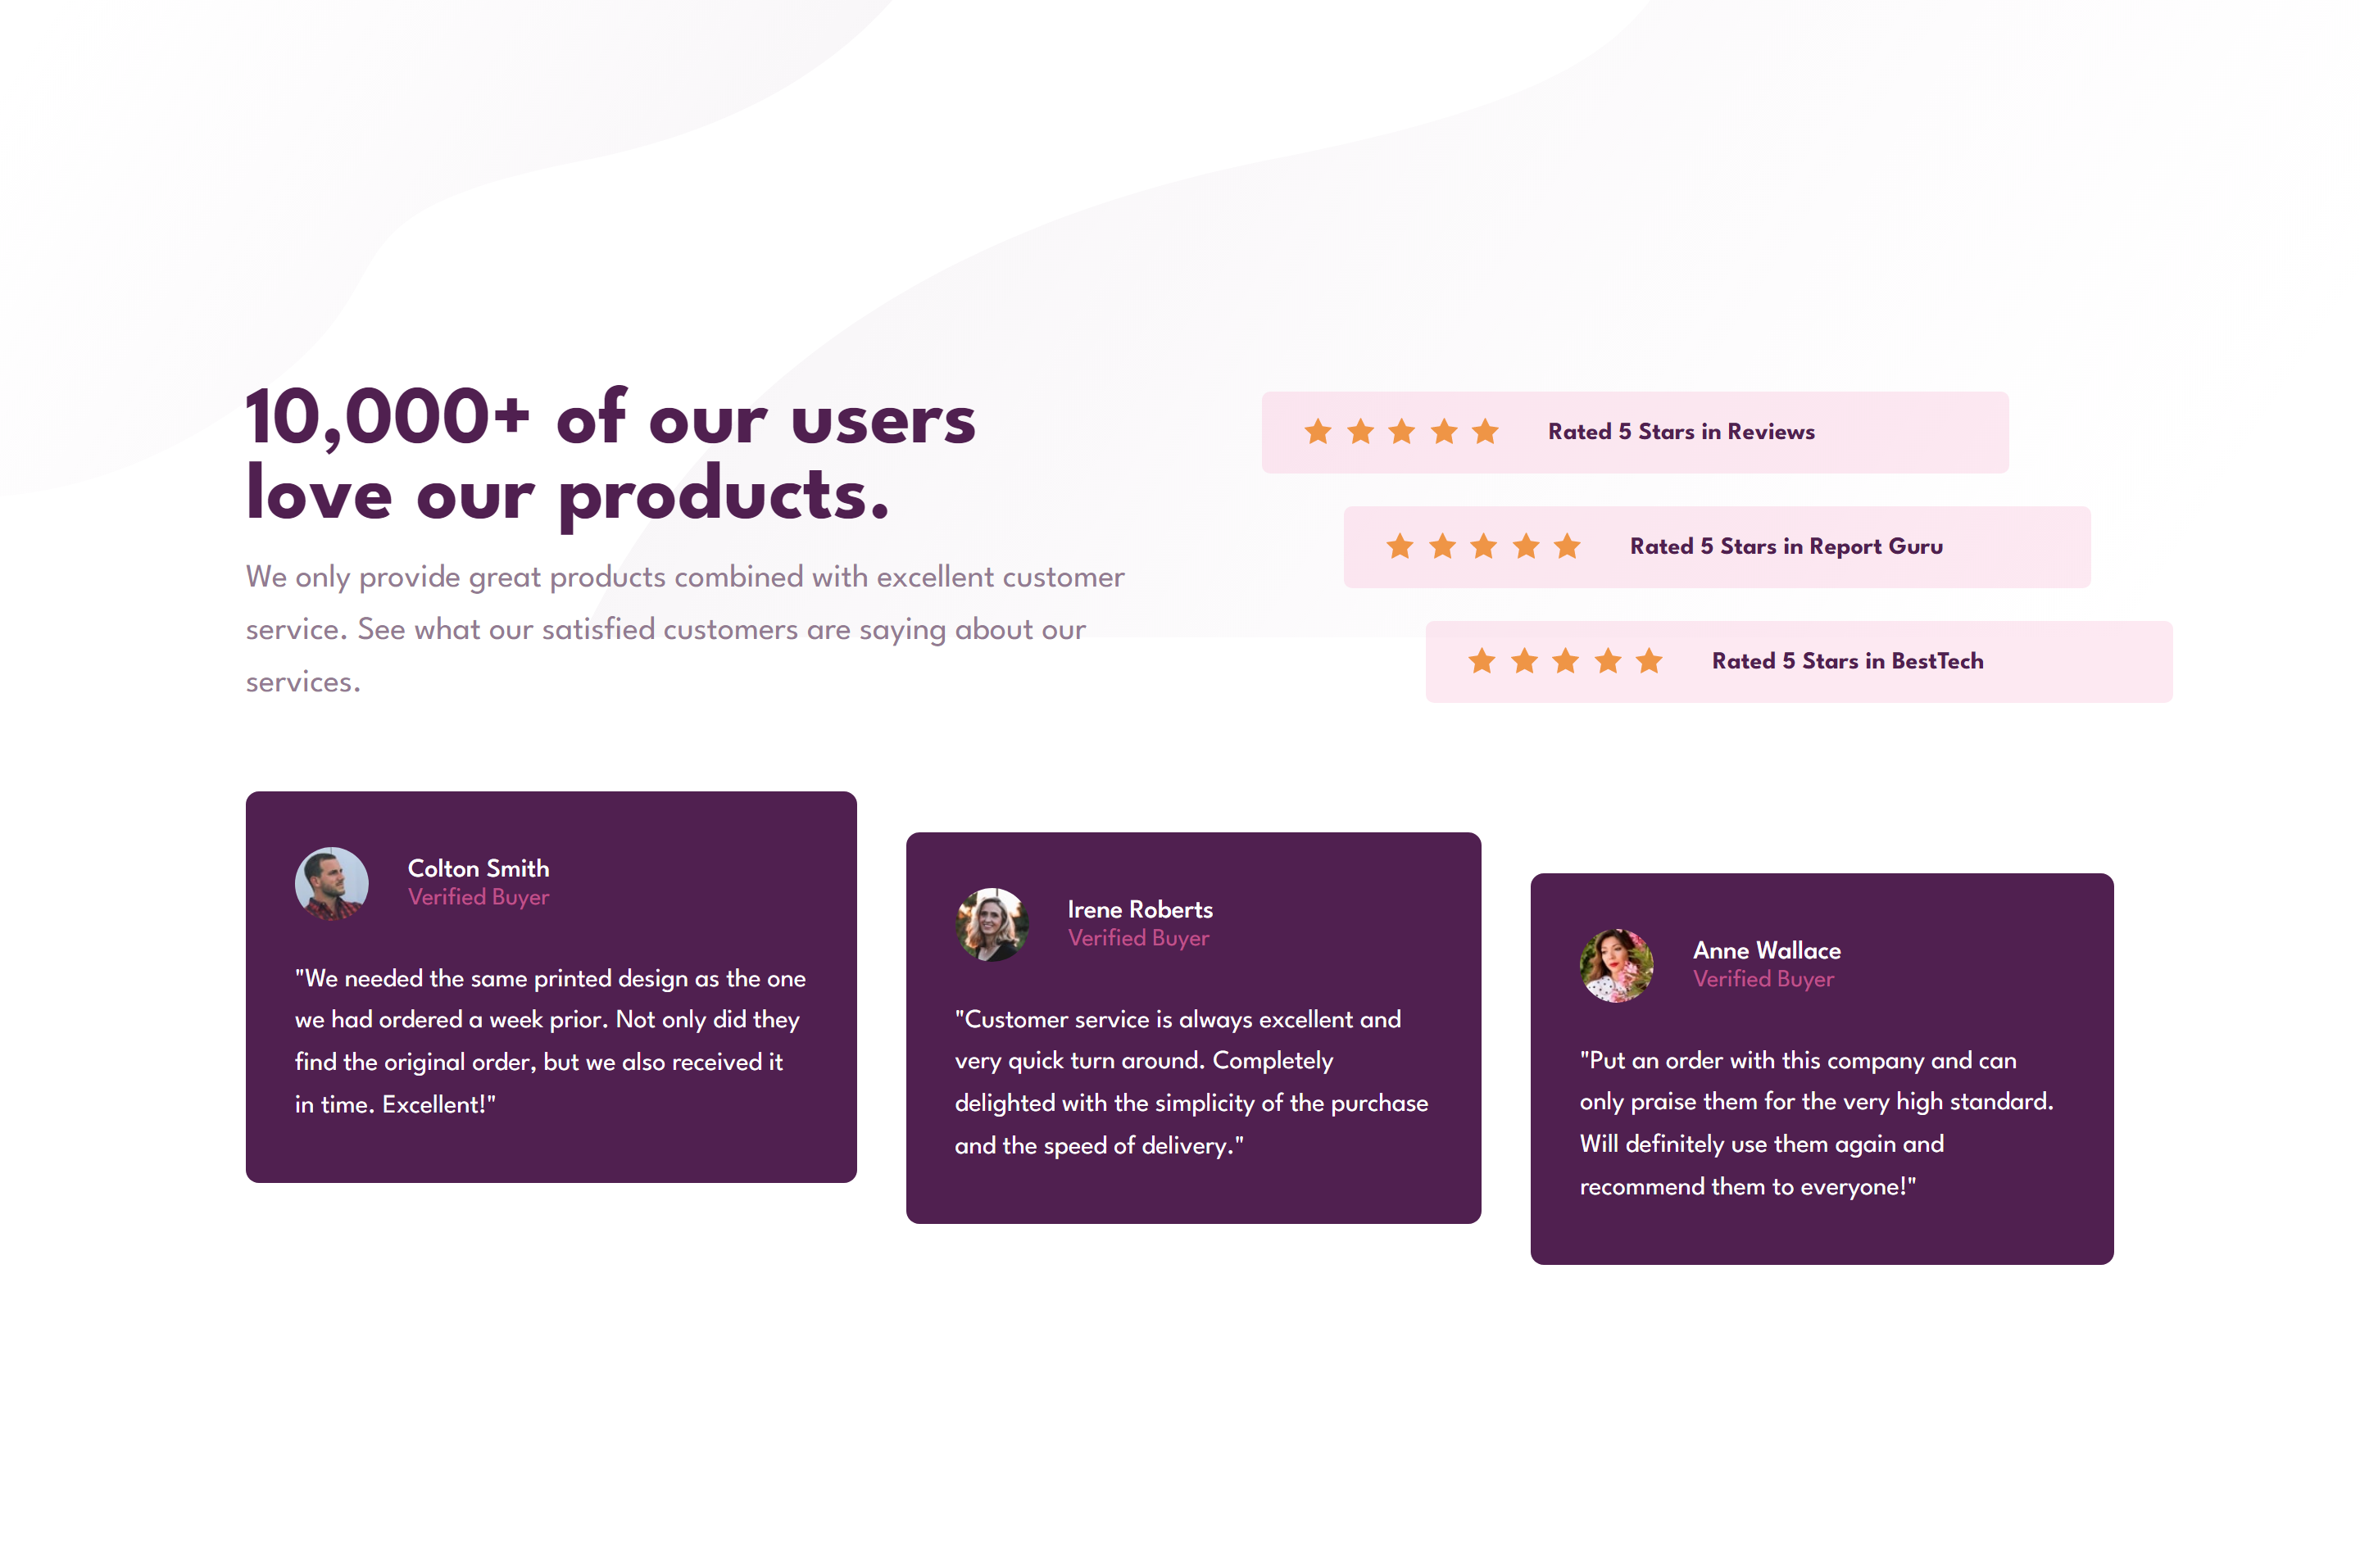 10,000+ of our users
love our products.
We only provide great products combined with excellent customer
service. See what our satisfied customers are saying about our
services.
Rated 5 Stars in Reviews
Rated 5 Stars in Report Guru
Rated 5 Stars in BestTech
Colton Smith
Verified Buyer
"We needed the same printed design as the one
we had ordered a week prior. Not only did they
find the original order, but we also received it
in time. Excellent!"
Irene Roberts
Verified Buyer
"Customer service is always excellent and
very quick turn around. Completely
delighted with the simplicity of the purchase
and the speed of delivery."
Anne Wallace
Verified Buyer
"Put an order with this company and can
only praise them for the very high standard.
Will definitely use them again and
recommend them to everyone!"